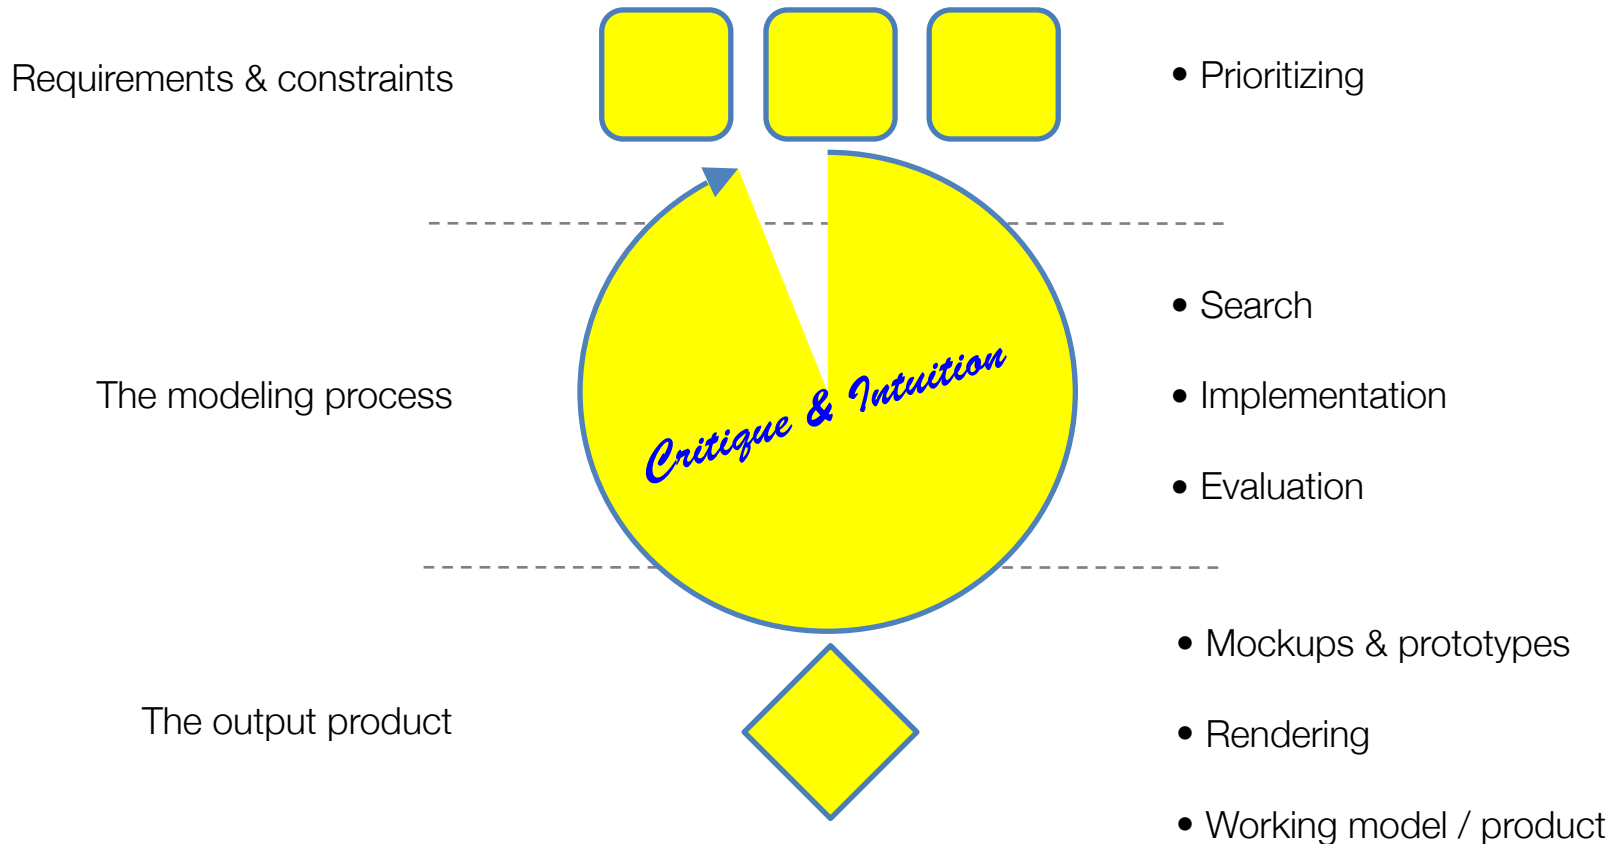 Requirements & constraints
• Prioritizing
• Search
The modeling process
Critique & Intuition
• Implementation
• Evaluation
• Mockups & prototypes
The output product
• Rendering
• Working model / product